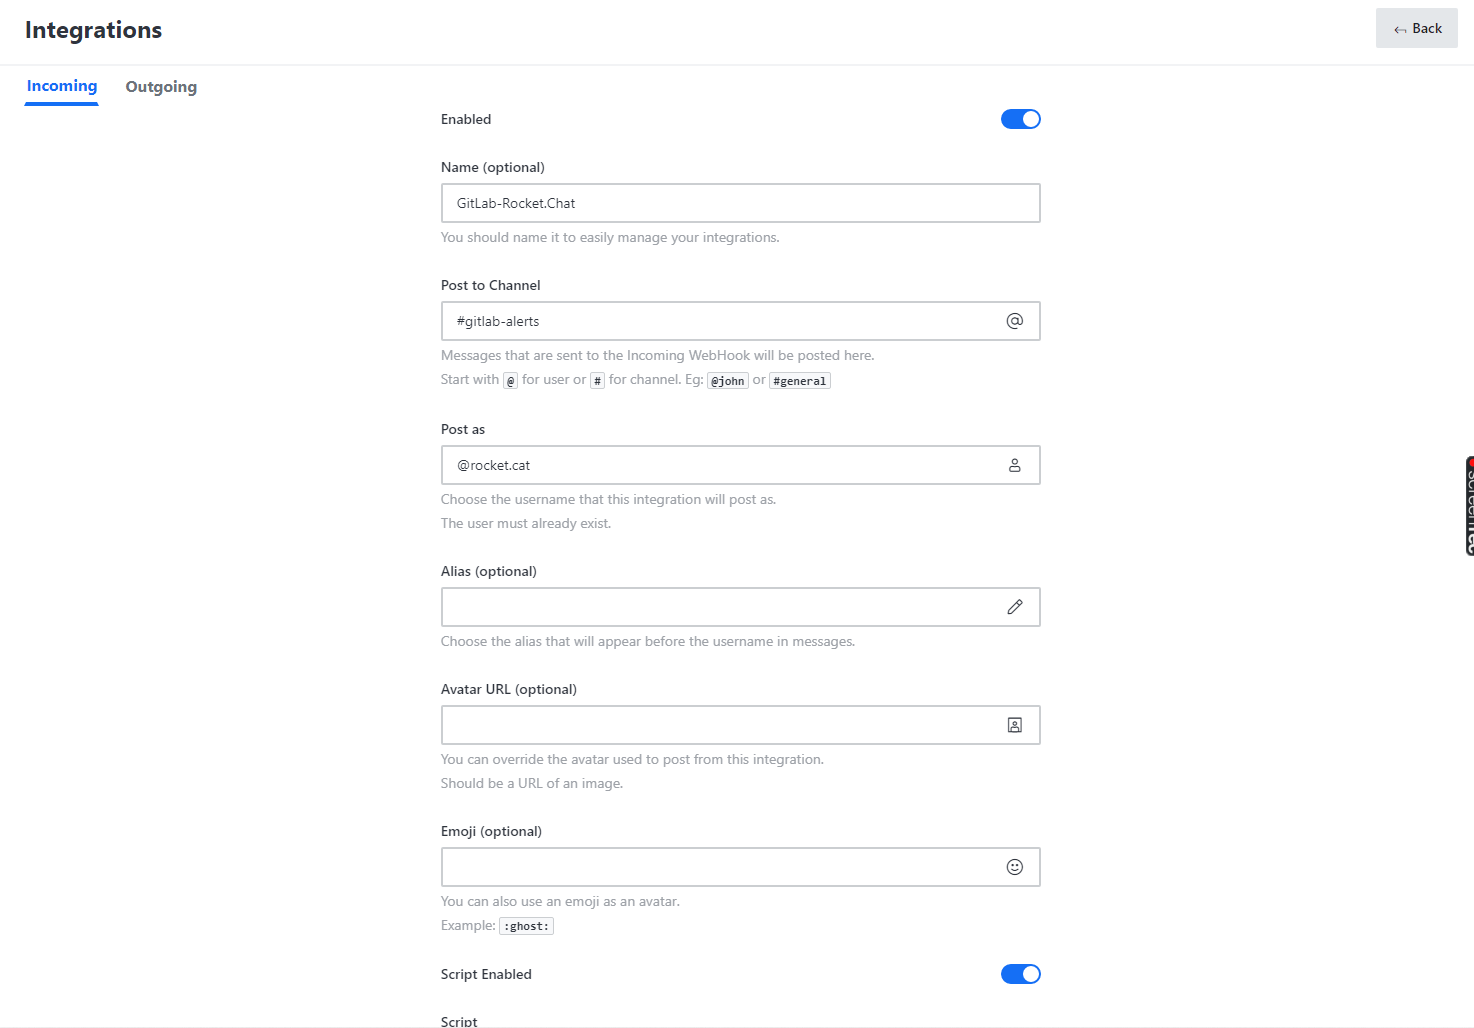 Integrations
Back
Incoming Outgoing
Enabled
Name (optional)
GitLab-Rocket.Chat
You should name it to easily manage your integrations.
Post to Channel
#gitlab-alerts
Messages that are sent to the Incoming WebHook will be posted here.
Start with @ for user or # for channel. Eg: @john or #general
Post as
@rocket.cat
Choose the username that this integration will post as.
The user must already exist.
Alias (optional)
Choose the alias that will appear before the username in messages.
Avatar URL (optional)
You can override the avatar used to post from this integration.
Should be a URL of an image.
Emoji (optional)
You can also use an emoji as an avatar.
Example: :ghost:
Script Enabled
Script